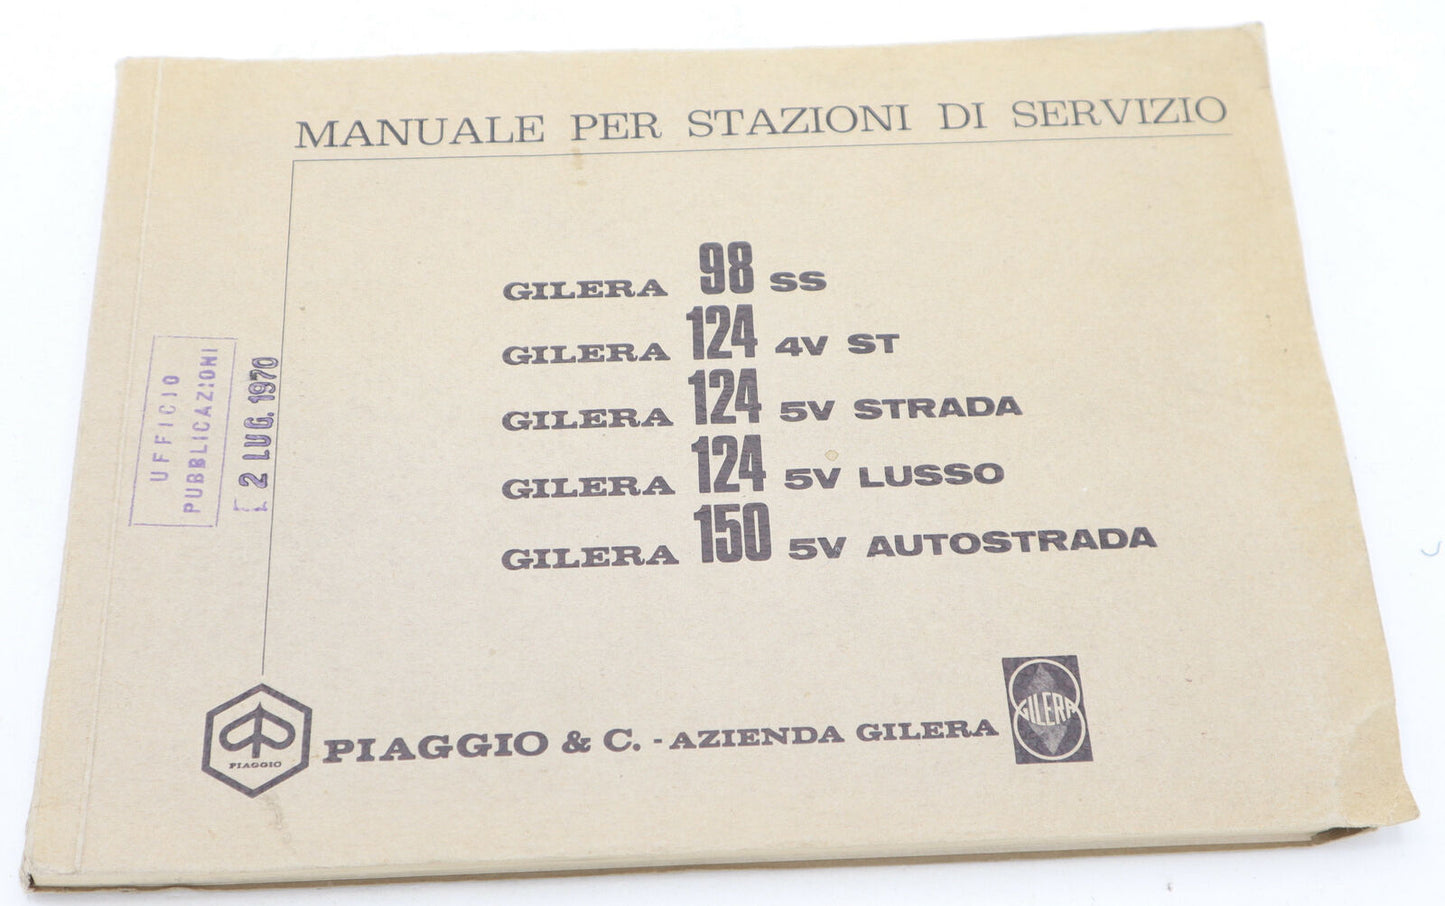 MANUALE PER STAZIONI DI SERVIZIO
GILERA 98 SS
GILERA 124 4V ST
GILERA 124 5V STRADA
GILERA 124 5V LUSSO
GILERA 150 5V AUTOSTRADA
UFFICIO
PUBBLICAZIONI
2 LUG. 1970
PIAGGIO
PIAGGIO & C. - AZIENDA GILERA
GILERA